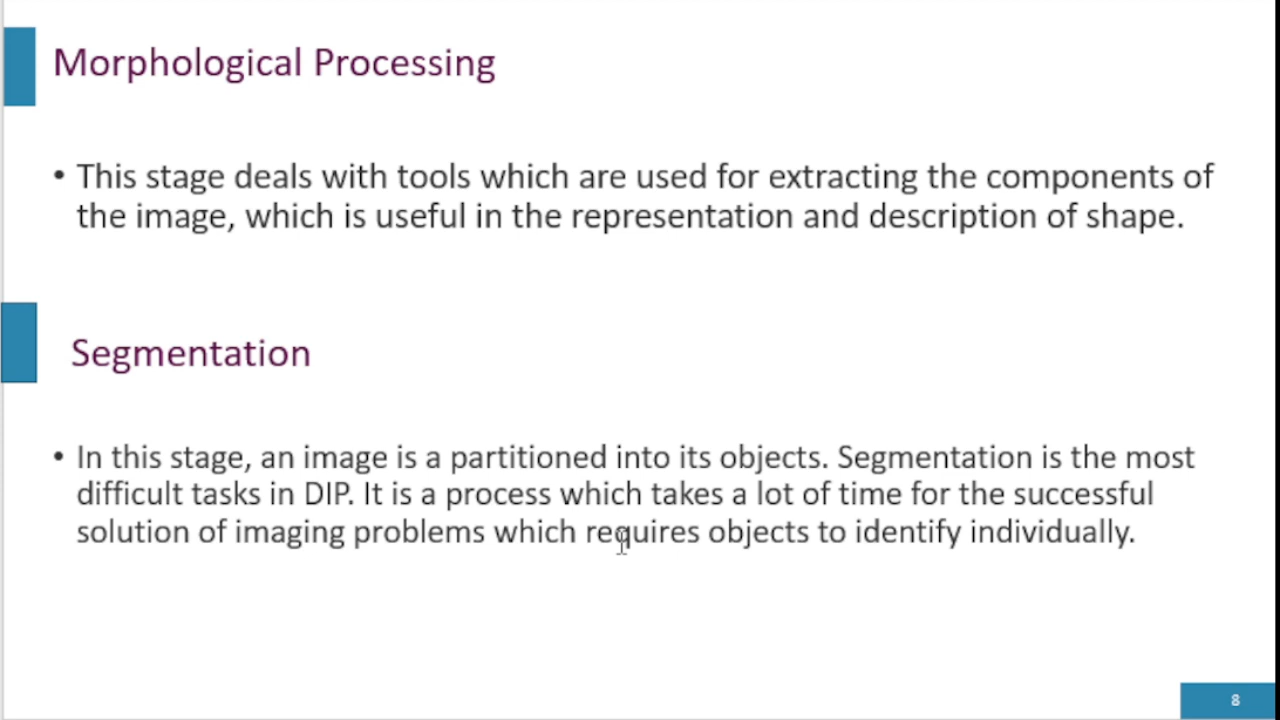 Morphological Processing
• This stage deals with tools which are used for extracting the components of
the image, which is useful in the representation and description of shape.
Segmentation
• In this stage, an image is a partitioned into its objects. Segmentation is the most
difficult tasks in DIP. It is a process which takes a lot of time for the successful
solution of imaging problems which requires objects to identify individually.
8